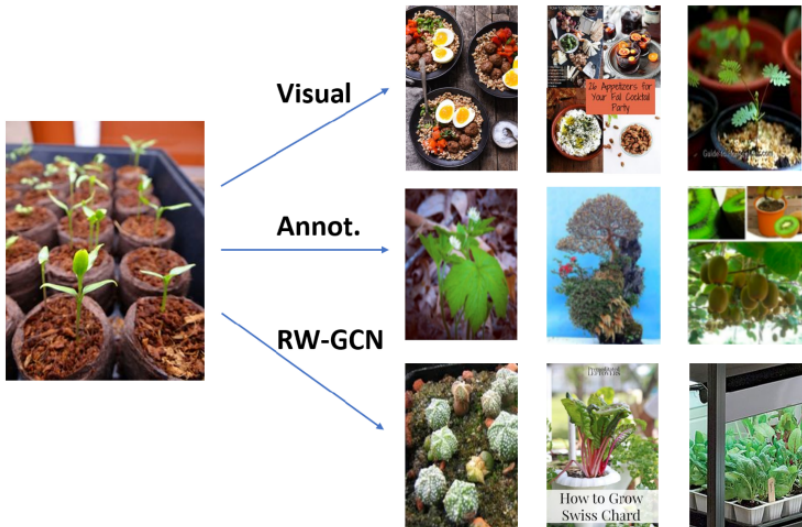 Visual
26 Appetizers for
Your Fall Cocktail
Party
Annot.
RW-GCN
How to Grow
Swiss Chard